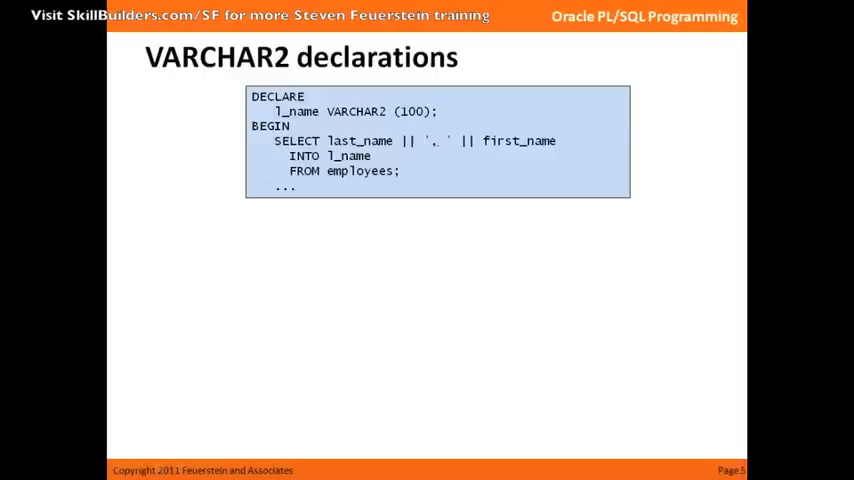 Visit SkillBuilders.com/SF for more Steven Feuerstein training
Oracle PL/SQL Programming
VARCHAR2 declarations
DECLARE
l_name VARCHAR2 (100);
BEGIN
SELECT last_name || ', ' || first_name
INTO l_name
FROM employees;
...
Copyright 2011 Feuerstein and Associates
Page 5